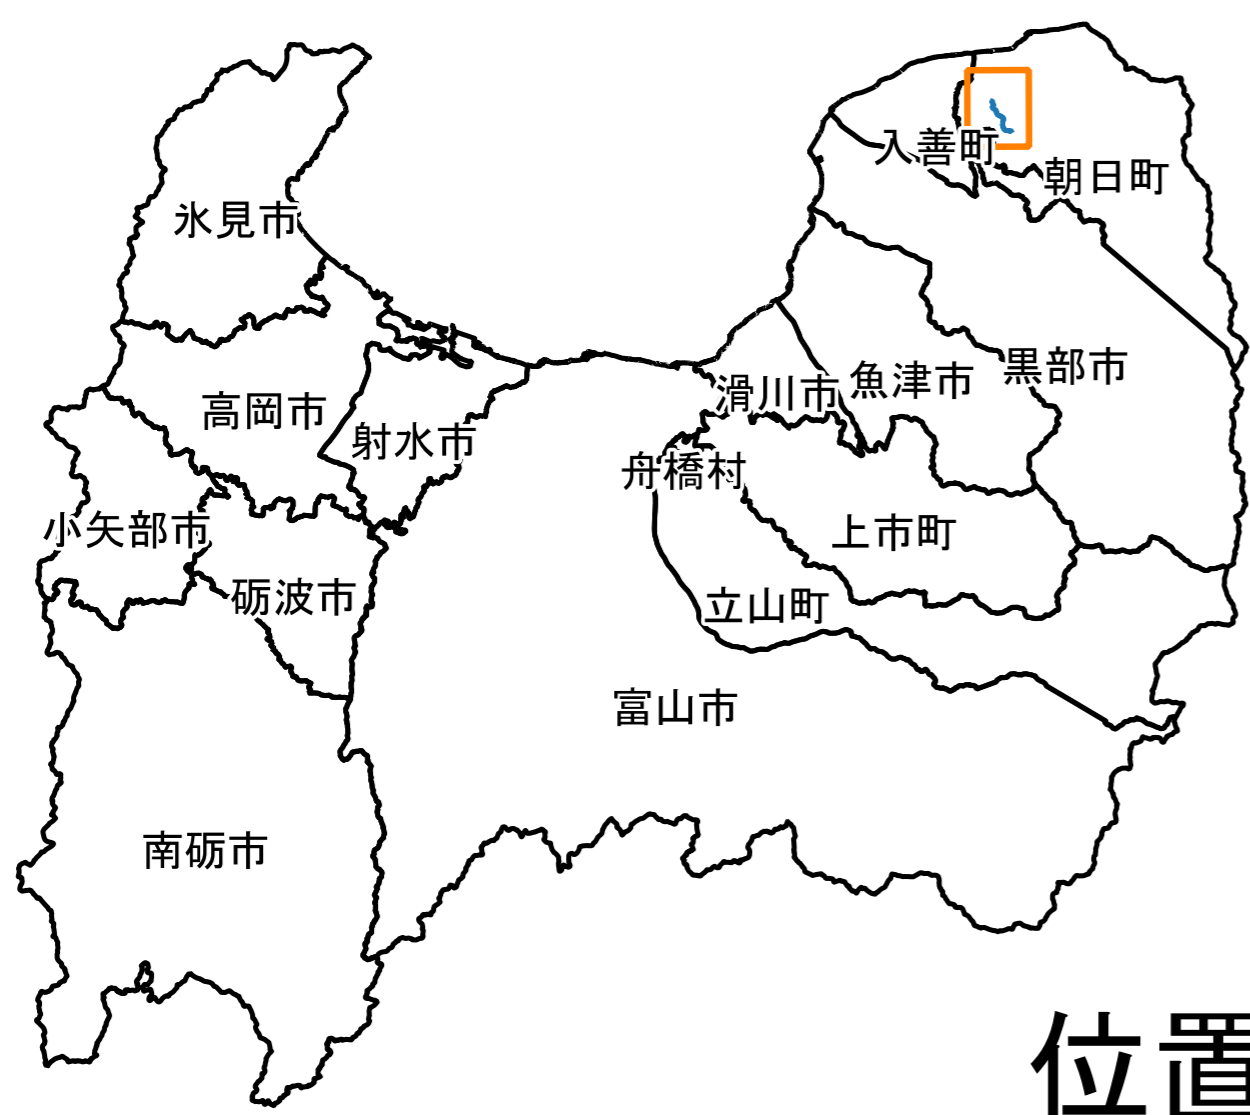 入善町
朝日町
氷見市
黒部市
魚津市
滑川市
高岡市
射水市
舟橋村
小矢部市
上市町
砺波市
立山町
富山市
南砺市
位置